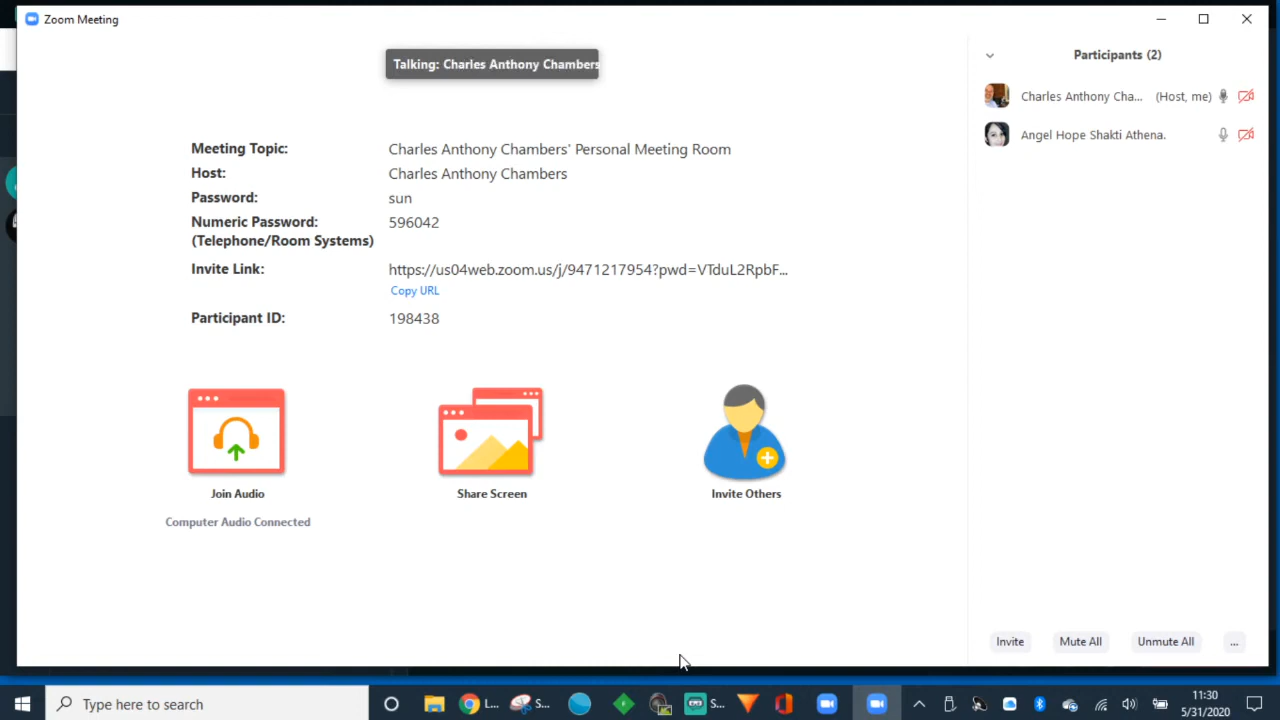 Zoom Meeting
Talking: Charles Anthony Chambers
Participants (2)
Charles Anthony Cha... (Host, me)
Angel Hope Shakti Athena.
Meeting Topic: Charles Anthony Chambers' Personal Meeting Room
Host: Charles Anthony Chambers
Password: sun
Numeric Password: 596042
(Telephone/Room Systems)
Invite Link: https://us04web.zoom.us/j/9471217954?pwd=VTduL2RpbF...
Copy URL
Participant ID: 198438
Join Audio
Share Screen
Invite Others
Computer Audio Connected
Invite
Mute All
Unmute All
...
Type here to search
L...
S...
S...
11:30
5/31/2020